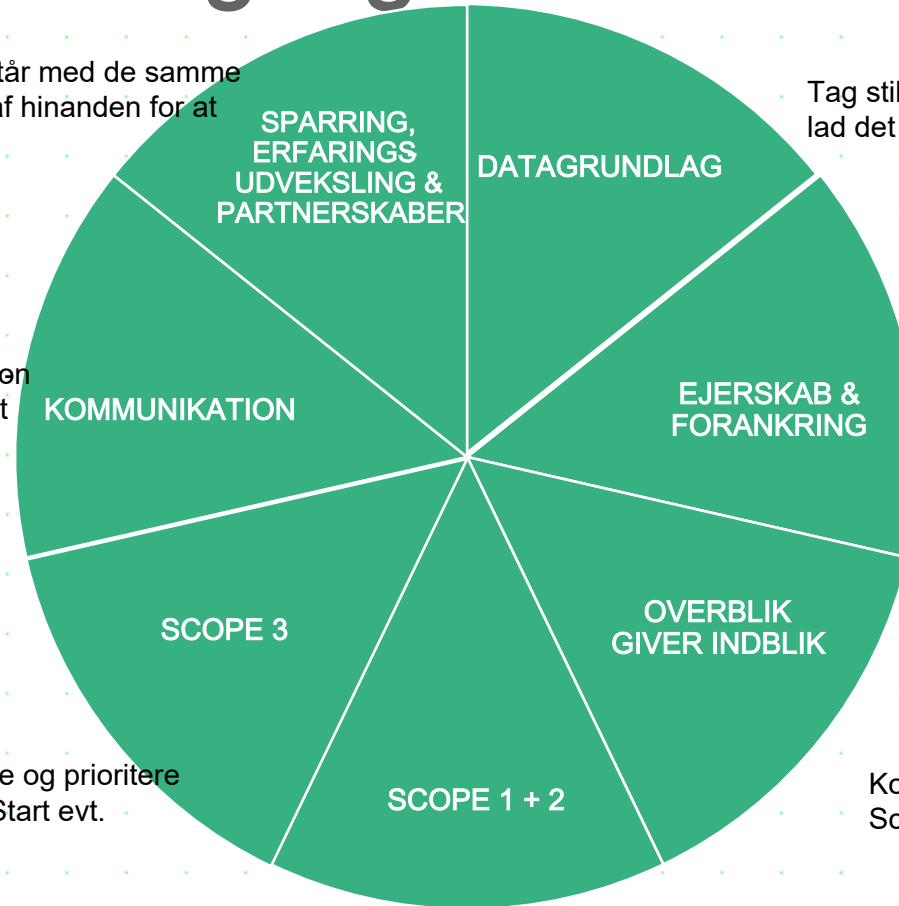 tår med de samme
af hinanden for at
SPARRING,
ERFARINGS
UDVEKSLING &
PARTNERSKABER
DATAGRUNDLAG
Tag stil
lad det
on
t
KOMMUNIKATION
EJERSKAB &
FORANKRING
SCOPE 3
OVERBLIK
GIVER INDBLIK
e og prioritere
Start evt.
SCOPE 1 + 2
Ko
Sc